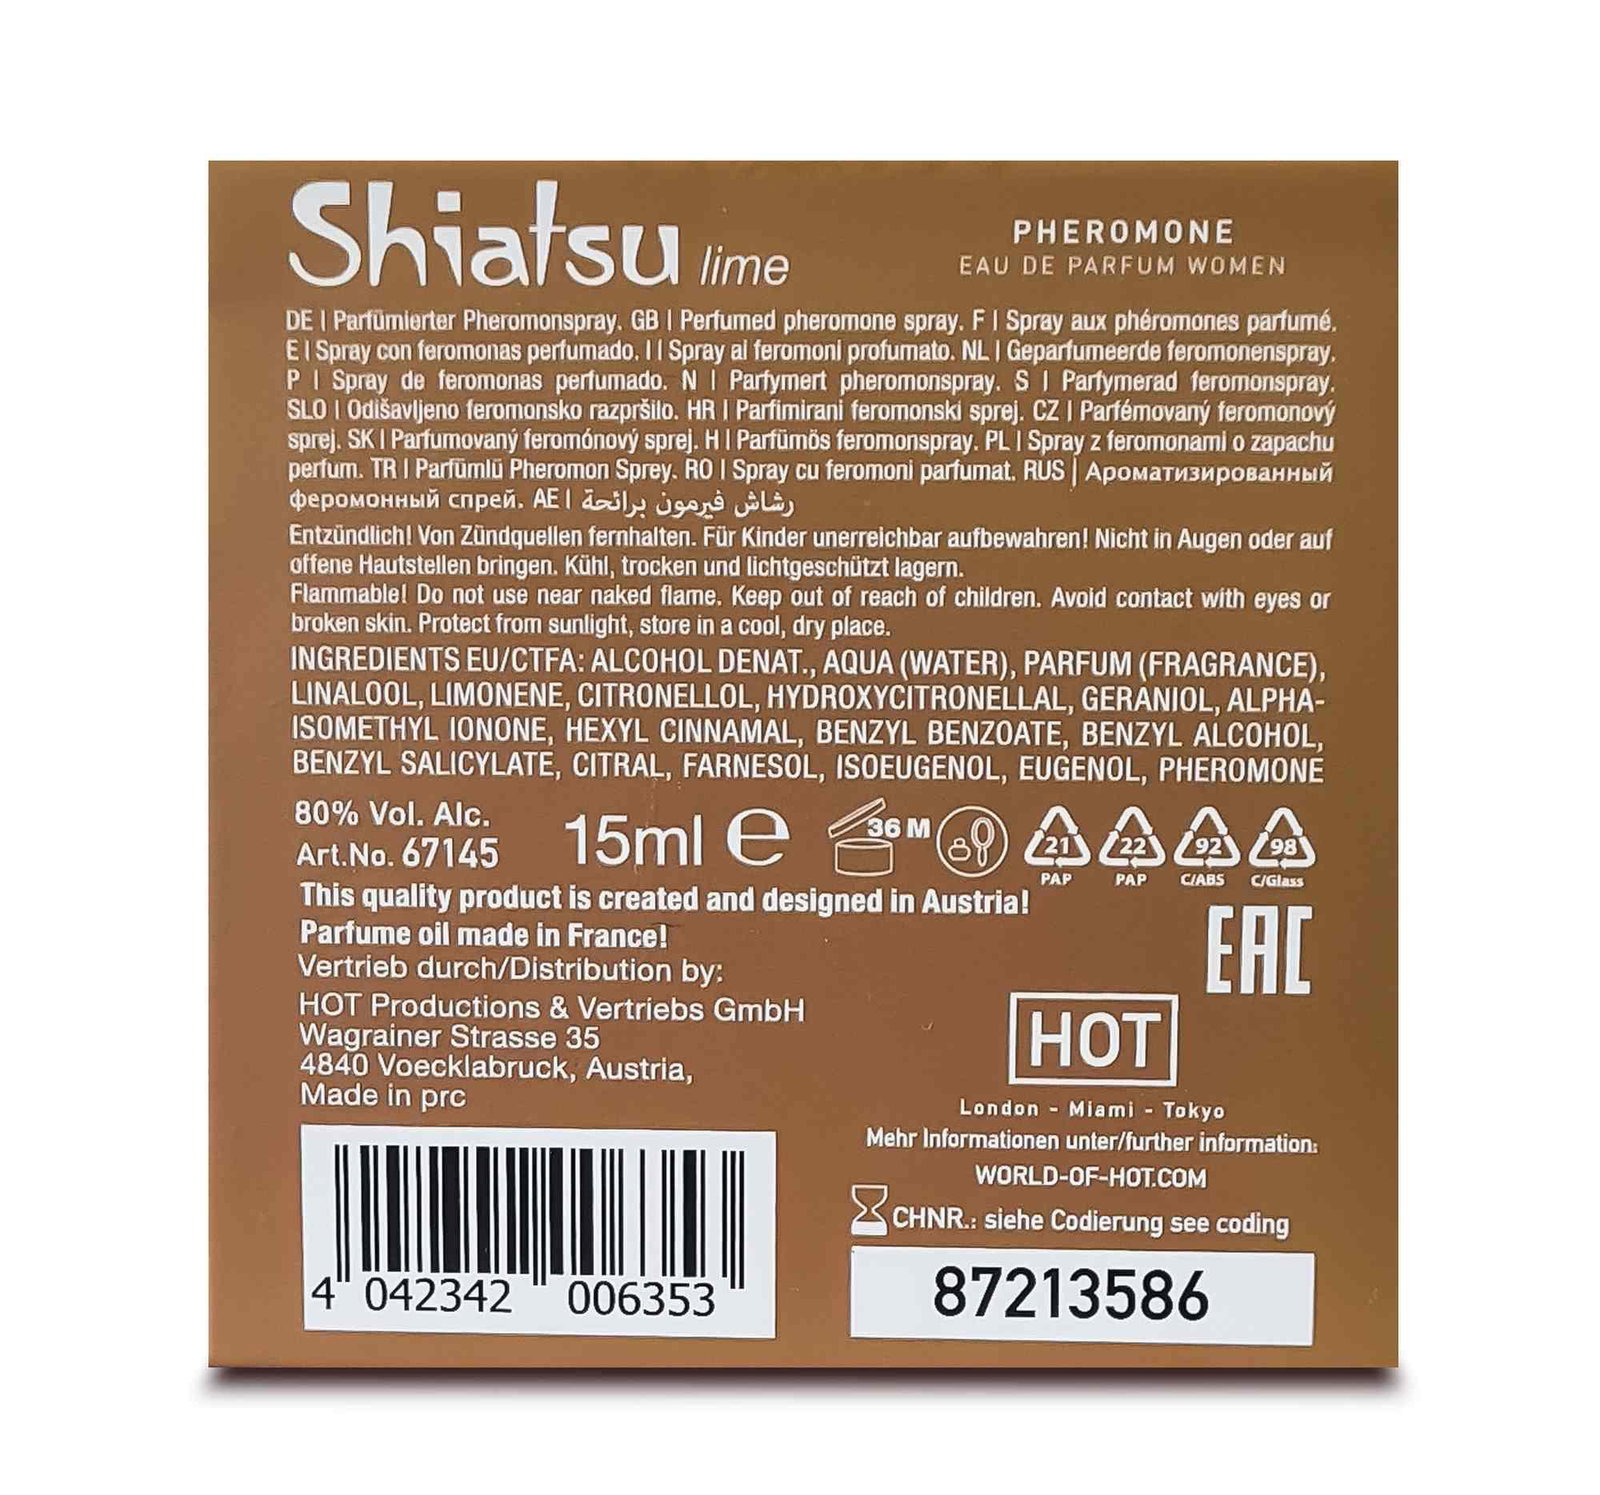 Shiatsu lime
PHEROMONE
EAU DE PARFUM WOMEN
DE | Parfümierter Pheromonspray. GB | Perfumed pheromone spray. F | Spray aux phéromones parfumé.
E | Spray con feromonas perfumado. I | Spray ai feromoni profumato. NL | Geparfumeerde feromonenspray.
P | Spray de feromonas perfumado. N | Parfymert pheromonspray. S | Parfymerad feromonspray.
SLO | Odišavljeno feromonsko razpršilo. HR | Parfimirani feromonski sprej. CZ | Parfémovaný feromonový
sprej. SK | Parfumovaný feromónový sprej. H | Parfümös feromonspray. PL | Spray z feromonami o zapachu
perfum. TR | Parfümlü Pheromon Sprey. RO | Spray cu feromoni parfumat. RUS | Ароматизированный
феромонный спрей. AE | رشاش فيرمون برائحة
Entzündlich! Von Zündquellen fernhalten. Für Kinder unerreichbar aufbewahren! Nicht in Augen oder auf
offene Hautstellen bringen. Kühl, trocken und lichtgeschützt lagern.
Flammable! Do not use near naked flame. Keep out of reach of children. Avoid contact with eyes or
broken skin. Protect from sunlight, store in a cool, dry place.
INGREDIENTS EU/CTFA: ALCOHOL DENAT., AQUA (WATER), PARFUM (FRAGRANCE),
LINALOOL, LIMONENE, CITRONELLOL, HYDROXYCITRONELLAL, GERANIOL, ALPHA-
ISOMETHYL IONONE, HEXYL CINNAMAL, BENZYL BENZOATE, BENZYL ALCOHOL,
BENZYL SALICYLATE, CITRAL, FARNESOL, ISOEUGENOL, EUGENOL, PHEROMONE
80% Vol. Alc.
Art.No. 67145
15ml e
36 M
21 22 92 98
PAP PAP C/ABS C/Glass
This quality product is created and designed in Austria!
Parfume oil made in France!
EAC
Vertrieb durch/Distribution by:
HOT Productions & Vertriebs GmbH
Wagrainer Strasse 35
4840 Voecklabruck, Austria,
Made in prc
HOT
London - Miami - Tokyo
Mehr Informationen unter/further information:
WORLD-OF-HOT.COM
CHNR.: siehe Codierung see coding
87213586
4 042342 006353